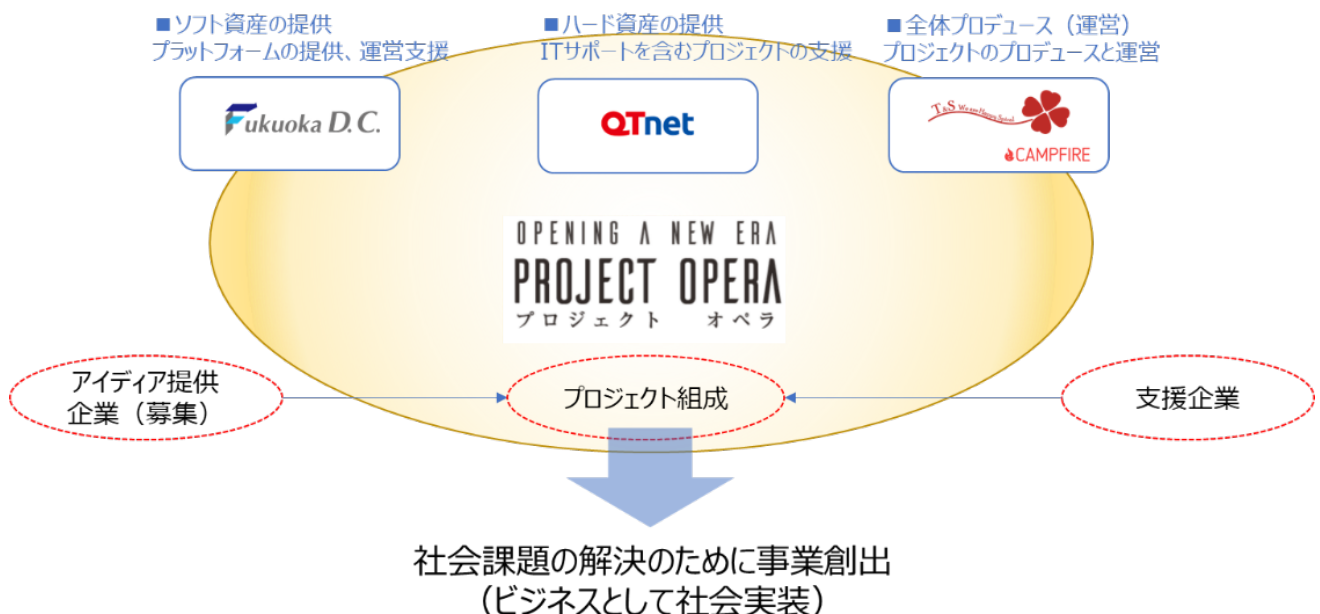 ■ソフト資産の提供
プラットフォームの提供、運営支援
■ハード資産の提供
ITサポートを含むプロジェクトの支援
■全体プロデュース（運営）
プロジェクトのプロデュースと運営
Fukuoka D.C.
QTnet
T&S We are Happy Spiral
CAMPFIRE
OPENING A NEW ERA
PROJECT OPERA
プロジェクト オペラ
アイディア提供
企業（募集）
プロジェクト組成
支援企業
社会課題の解決のために事業創出
（ビジネスとして社会実装）